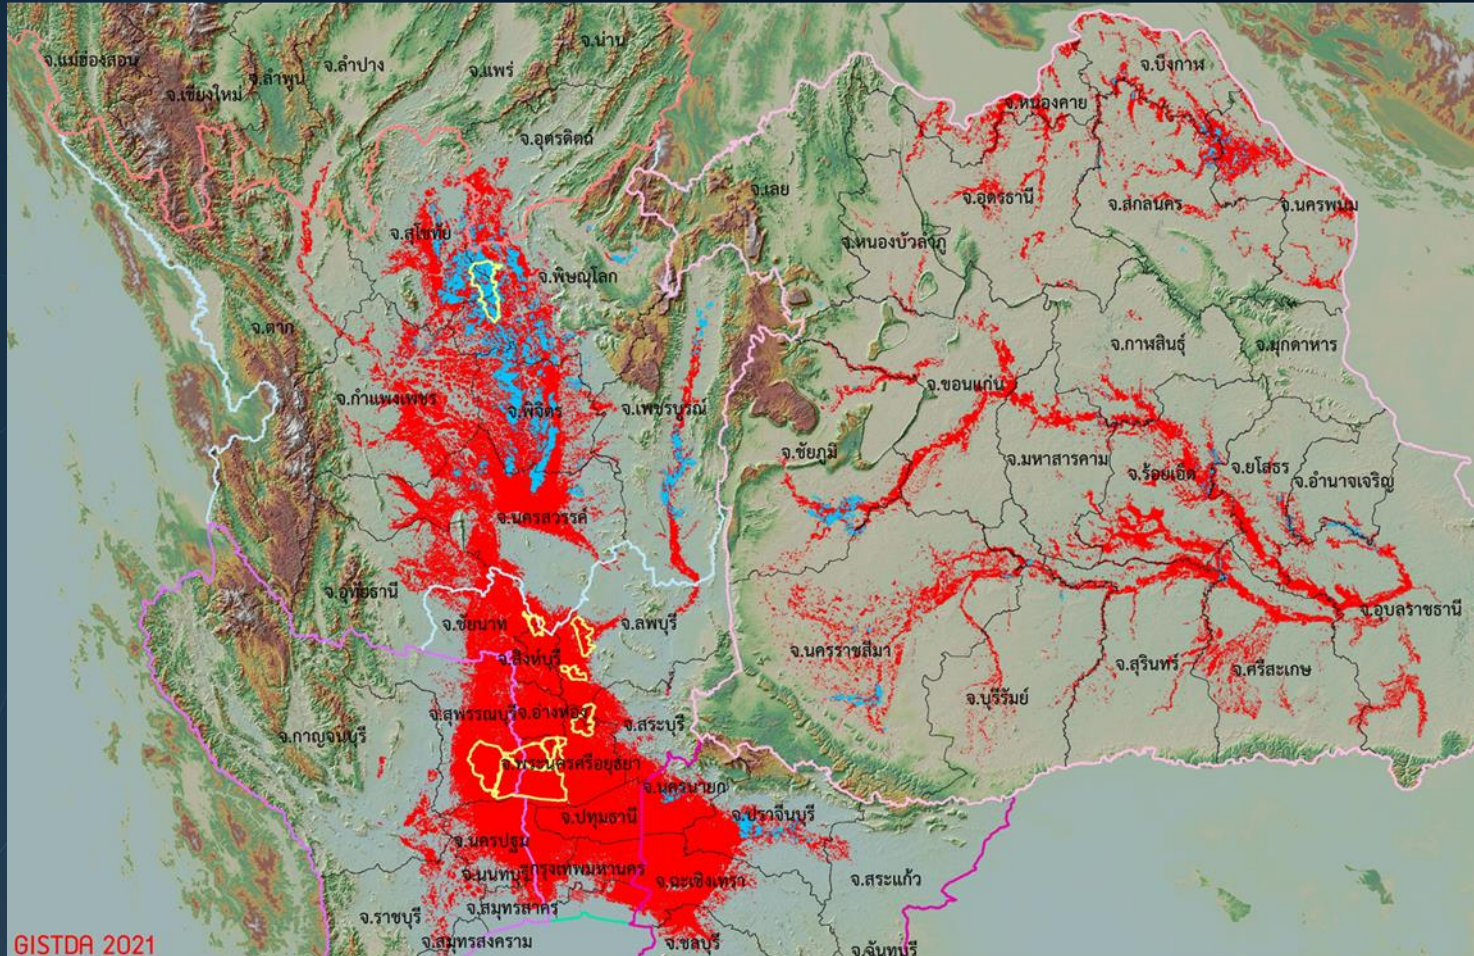 จ.น่าน
จ.แม่ฮ่องสอน
จ.ลำปาง
จ.แพร่
จ.ลำพูน
จ.เชียงใหม่
จ.บึงกาฬ
จ.หนองคาย
จ.อุตรดิตถ์
จ.เลย
จ.อุดรธานี
จ.สกลนคร
จ.นครพนม
จ.สุโขทัย
จ.หนองบัวลำภู
จ.พิษณุโลก
จ.ตาก
จ.กาฬสินธุ์
จ.มุกดาหาร
จ.ขอนแก่น
จ.กำแพงเพชร
จ.พิจิตร
จ.เพชรบูรณ์
จ.ชัยภูมิ
จ.มหาสารคาม
จ.ร้อยเอ็ด
จ.ยโสธร
จ.อำนาจเจริญ
จ.นครสวรรค์
จ.อุทัยธานี
จ.อุบลราชธานี
จ.ชัยนาท
จ.ลพบุรี
จ.นครราชสีมา
จ.สิงห์บุรี
จ.สุรินทร์
จ.ศรีสะเกษ
จ.บุรีรัมย์
จ.สุพรรณบุรี
จ.อ่างทอง
จ.สระบุรี
จ.กาญจนบุรี
จ.พระนครศรีอยุธยา
จ.นครนายก
จ.ปทุมธานี
จ.ปราจีนบุรี
จ.นครปฐม
กรุงเทพมหานคร
จ.ฉะเชิงเทรา
จ.สระแก้ว
จ.สมุทรสาคร
จ.ราชบุรี
จ.สมุทรสงคราม
จ.ชลบุรี
จ.จันทบุรี
GISTDA 2021